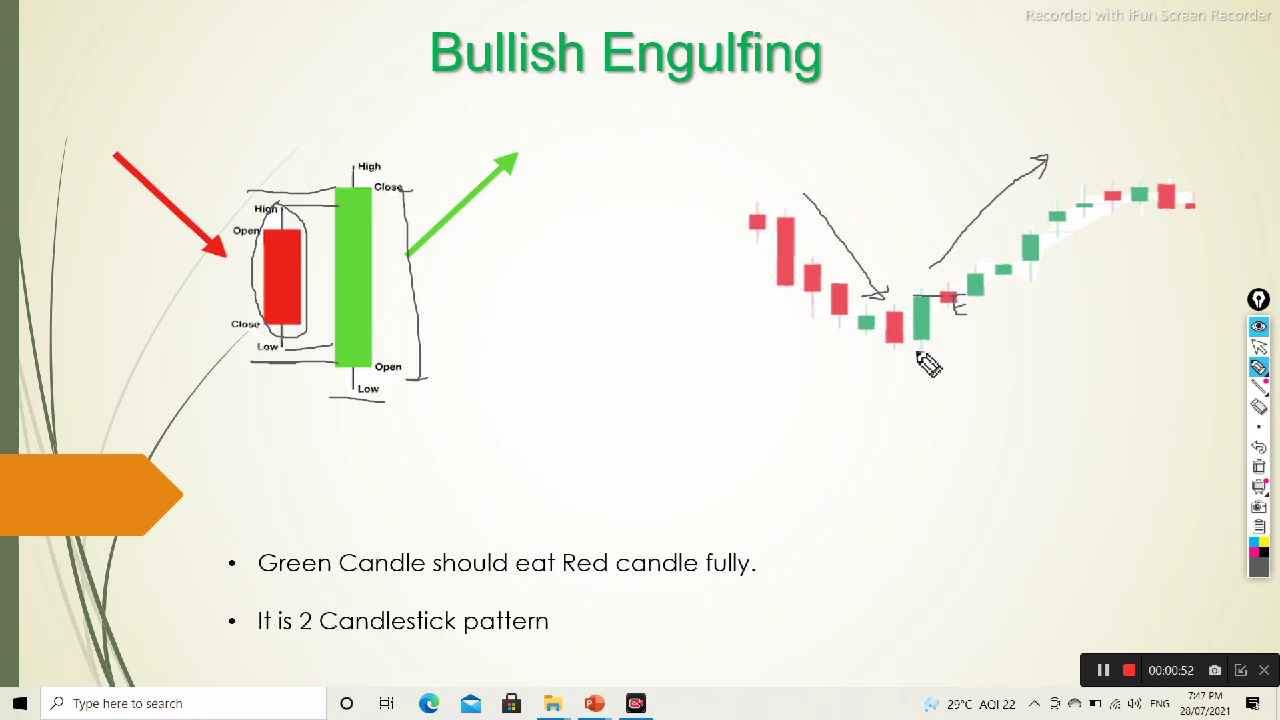 Recorded with iFun Screen Recorder
Bullish Engulfing
High
Close
High
Open
Close
Low
Open
Low
• Green Candle should eat Red candle fully.
• It is 2 Candlestick pattern
00:00:52
Type here to search
29°C AQI 22
ENG
7:47 PM
20/07/2021